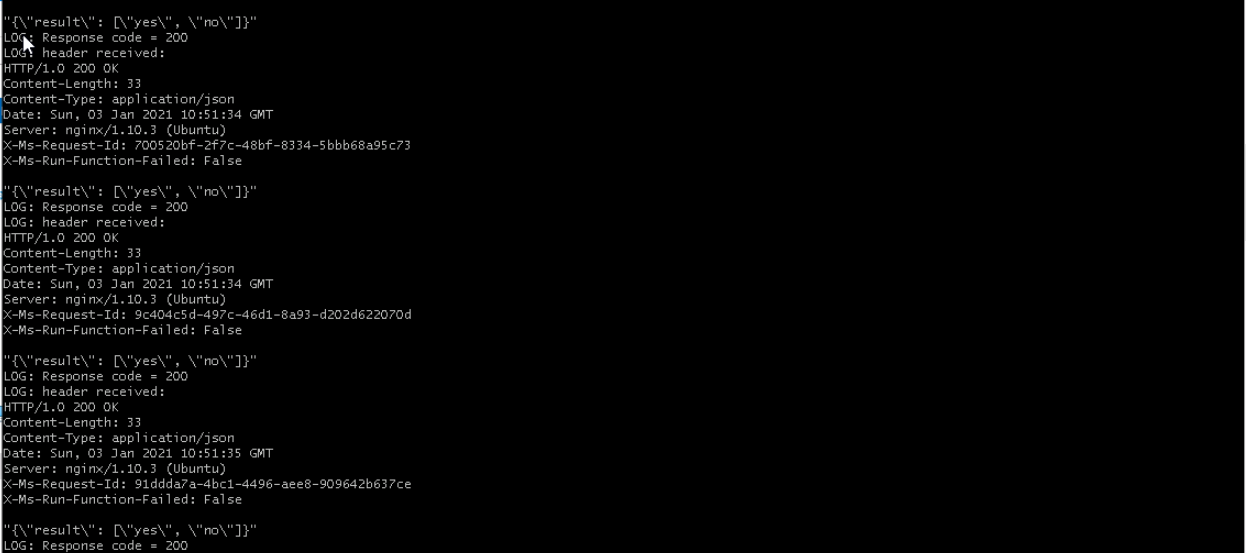 "{\"result\": [\"yes\", \"no\"]}"
LOG: Response code = 200
LOG: header received:
HTTP/1.0 200 OK
Content-Length: 33
Content-Type: application/json
Date: Sun, 03 Jan 2021 10:51:34 GMT
Server: nginx/1.10.3 (Ubuntu)
X-Ms-Request-Id: 700520bf-2f7c-48bf-8334-5bbb68a95c73
X-Ms-Run-Function-Failed: False
"{\"result\": [\"yes\", \"no\"]}"
LOG: Response code = 200
LOG: header received:
HTTP/1.0 200 OK
Content-Length: 33
Content-Type: application/json
Date: Sun, 03 Jan 2021 10:51:34 GMT
Server: nginx/1.10.3 (Ubuntu)
X-Ms-Request-Id: 9c404c5d-497c-46d1-8a93-d202d622070d
X-Ms-Run-Function-Failed: False
"{\"result\": [\"yes\", \"no\"]}"
LOG: Response code = 200
LOG: header received:
HTTP/1.0 200 OK
Content-Length: 33
Content-Type: application/json
Date: Sun, 03 Jan 2021 10:51:35 GMT
Server: nginx/1.10.3 (Ubuntu)
X-Ms-Request-Id: 91ddda7a-4bc1-4496-aee8-909642b637ce
X-Ms-Run-Function-Failed: False
"{\"result\": [\"yes\", \"no\"]}"
LOG: Response code = 200